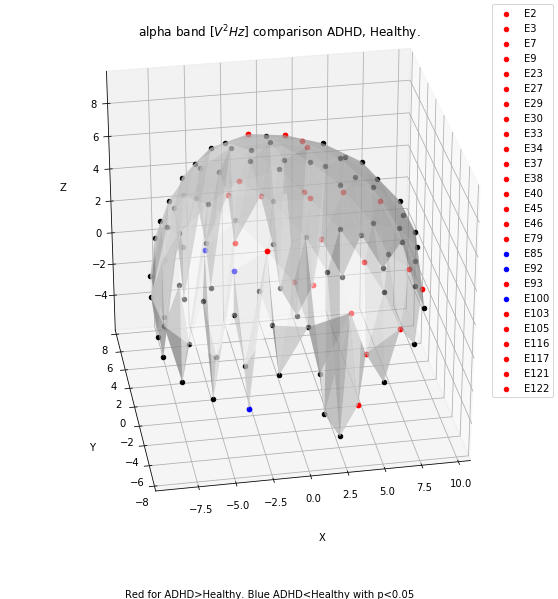 alpha band [V²Hz] comparison ADHD, Healthy.
E2
E3
E7
E9
E23
E27
E29
E30
E33
E34
E37
E38
E40
E45
E46
E79
E85
E92
E93
E100
E103
E105
E116
E117
E121
E122
Z
8
6
4
2
0
−2
−4
Y
8
6
4
2
0
−2
−4
−6
−8
−7.5
−5.0
−2.5
0.0
2.5
5.0
7.5
10.0
X
Red for ADHD>Healthy. Blue ADHD<Healthy with p<0.05